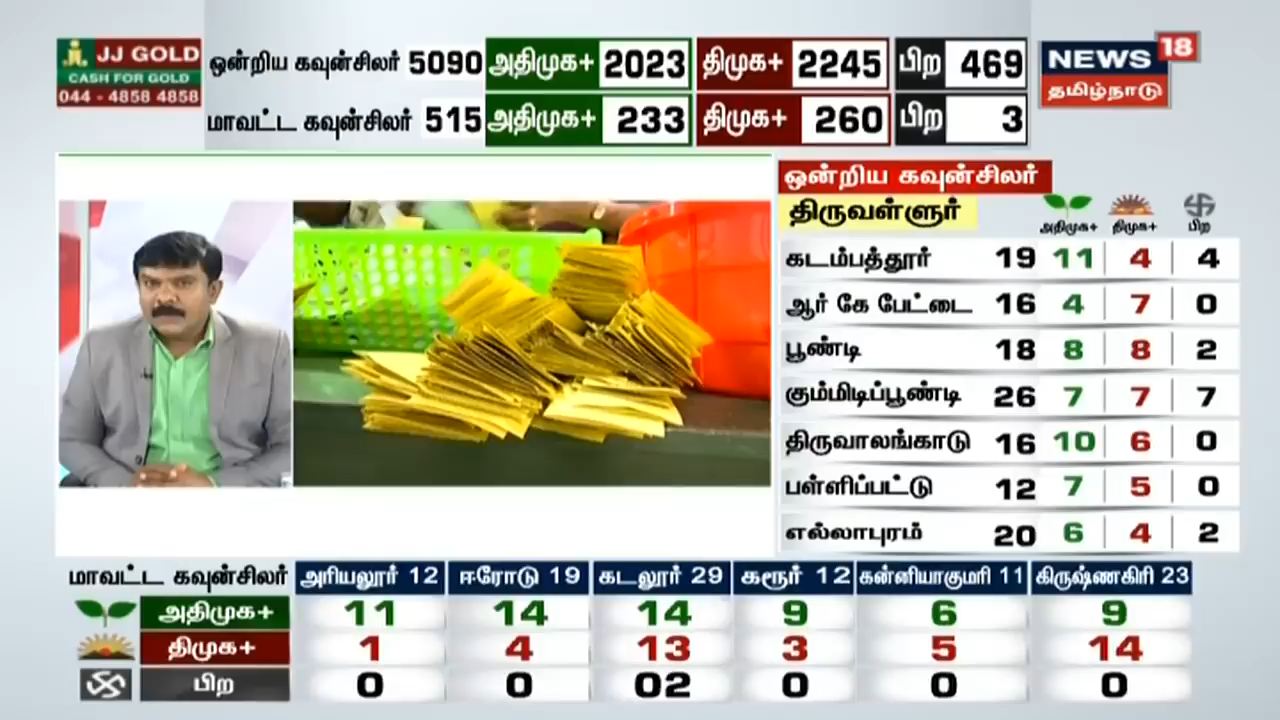 JJ GOLD
CASH FOR GOLD
044 - 4858 4858
ஒன்றிய கவுன்சிலர் 5090 அதிமுக+ 2023 திமுக+ 2245 பிற 469
மாவட்ட கவுன்சிலர் 515 அதிமுக+ 233 திமுக+ 260 பிற 3
NEWS 18
தமிழ்நாடு
ஒன்றிய கவுன்சிலர்
திருவள்ளுர் அதிமுக+ திமுக+ பிற
கடம்பத்தூர் 19 11 4 4
ஆர் கே பேட்டை 16 4 7 0
பூண்டி 18 8 8 2
கும்மிடிப்பூண்டி 26 7 7 7
திருவாலங்காடு 16 10 6 0
பள்ளிப்பட்டு 12 7 5 0
எல்லாபுரம் 20 6 4 2
மாவட்ட கவுன்சிலர் அரியலூர் 12 ஈரோடு 19 கடலூர் 29 கரூர் 12 கன்னியாகுமரி 11 கிருஷ்ணகிரி 23
அதிமுக+ 11 14 14 9 6 9
திமுக+ 1 4 13 3 5 14
பிற 0 0 02 0 0 0